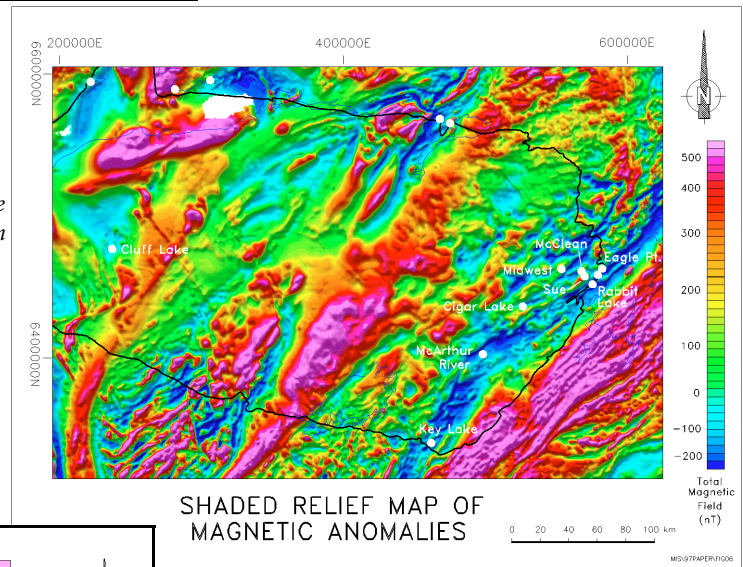 200000E
400000E
600000E
6600000N
6400000N
N
e
n
Cluff Lake
McClean
Eagle Pt.
Midwest
Sue
Rabbit
Lake
Cigar Lake
McArthur
River
Key Lake
500
400
300
200
100
0
-100
-200
Total
Magnetic
Field
(nT)
SHADED RELIEF MAP OF
MAGNETIC ANOMALIES
0 20 40 60 80 100 km
MIS\97PAPER\FIG06